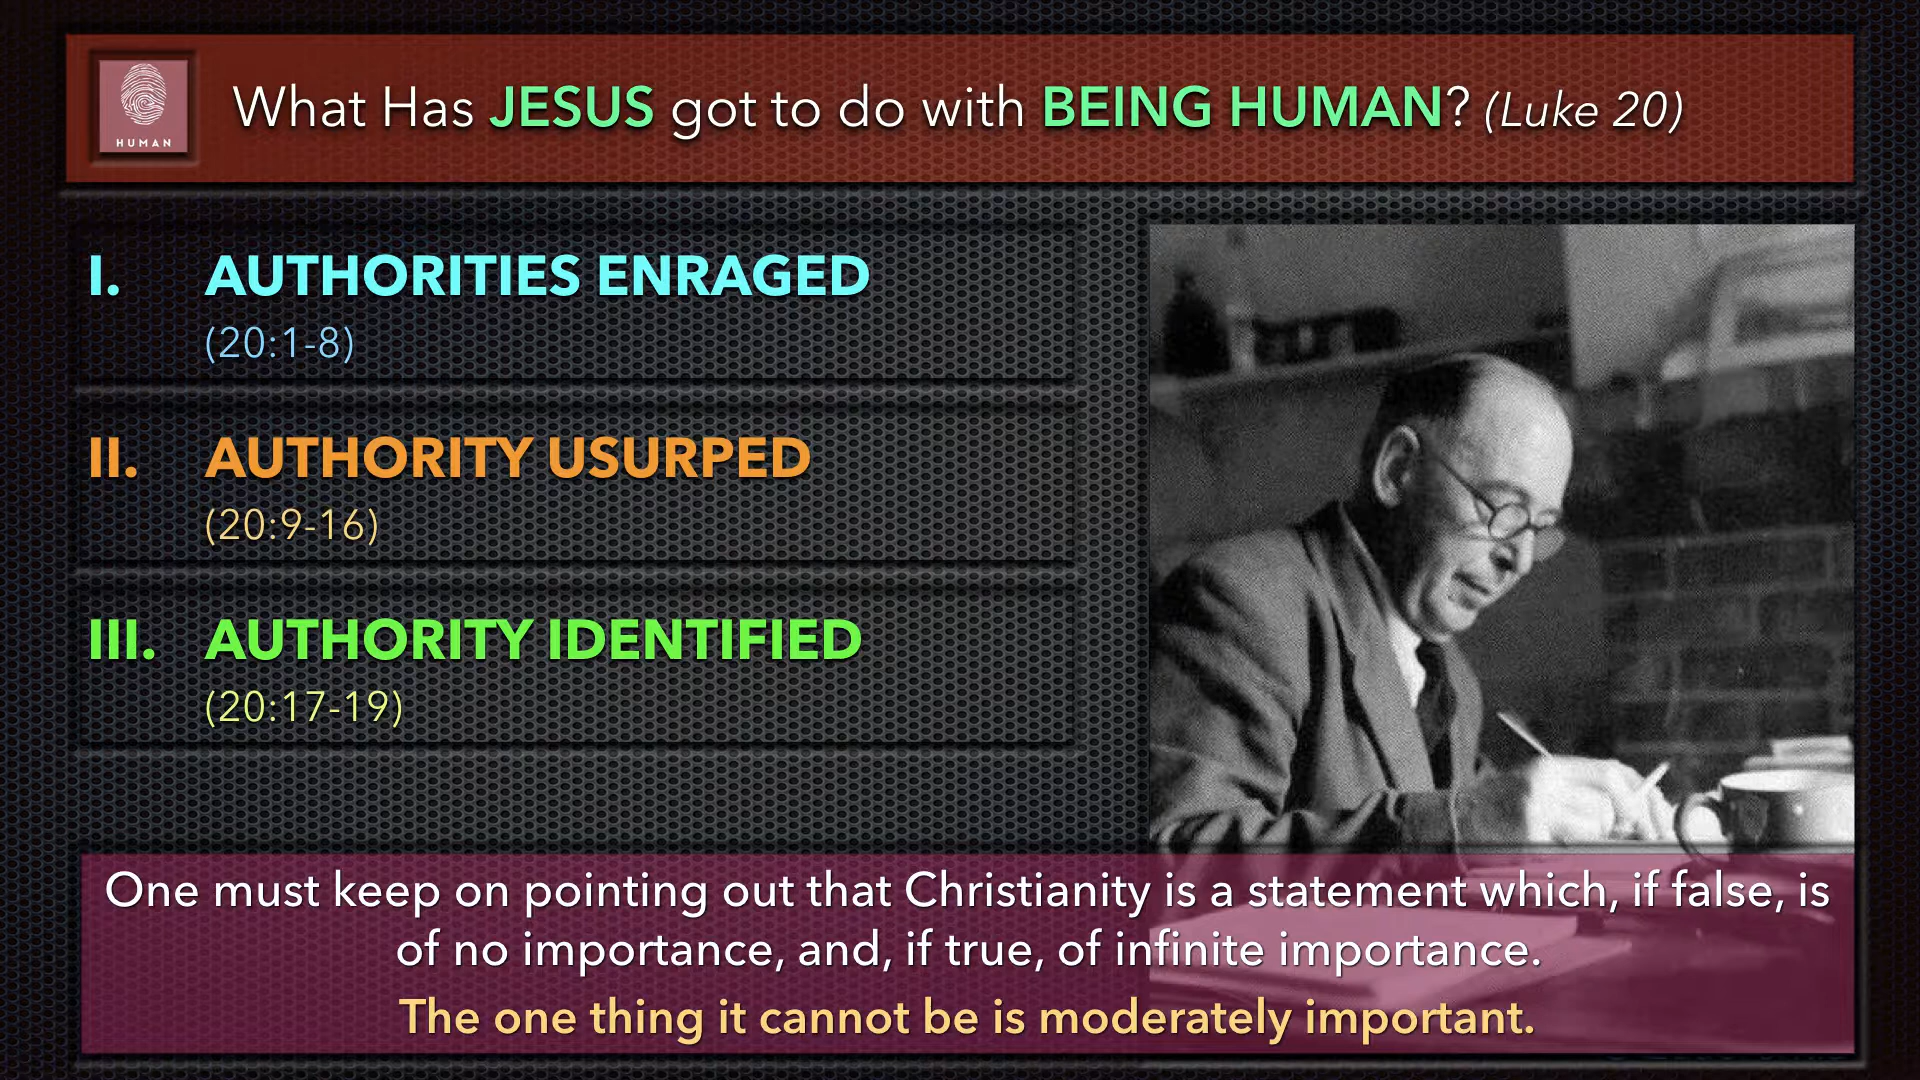 HUMAN
What Has JESUS got to do with BEING HUMAN? (Luke 20)
I. AUTHORITIES ENRAGED
(20:1-8)
II. AUTHORITY USURPED
(20:9-16)
III. AUTHORITY IDENTIFIED
(20:17-19)
One must keep on pointing out that Christianity is a statement which, if false, is
of no importance, and, if true, of infinite importance.
The one thing it cannot be is moderately important.